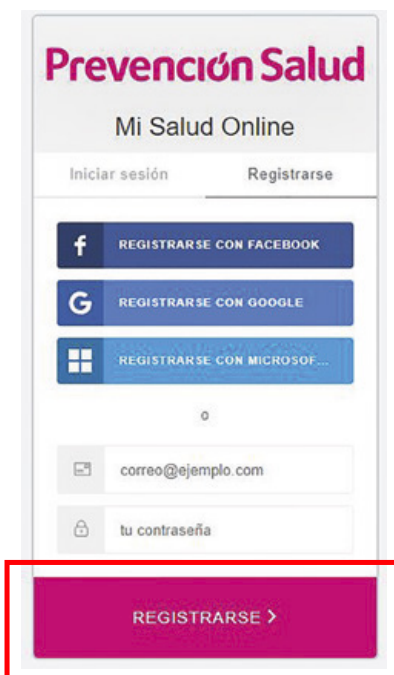 Prevención Salud
Mi Salud Online
Iniciar sesión Registrarse
f REGISTRARSE CON FACEBOOK
G REGISTRARSE CON GOOGLE
REGISTRARSE CON MICROSOF...
o
correo@ejemplo.com
tu contraseña
REGISTRARSE >